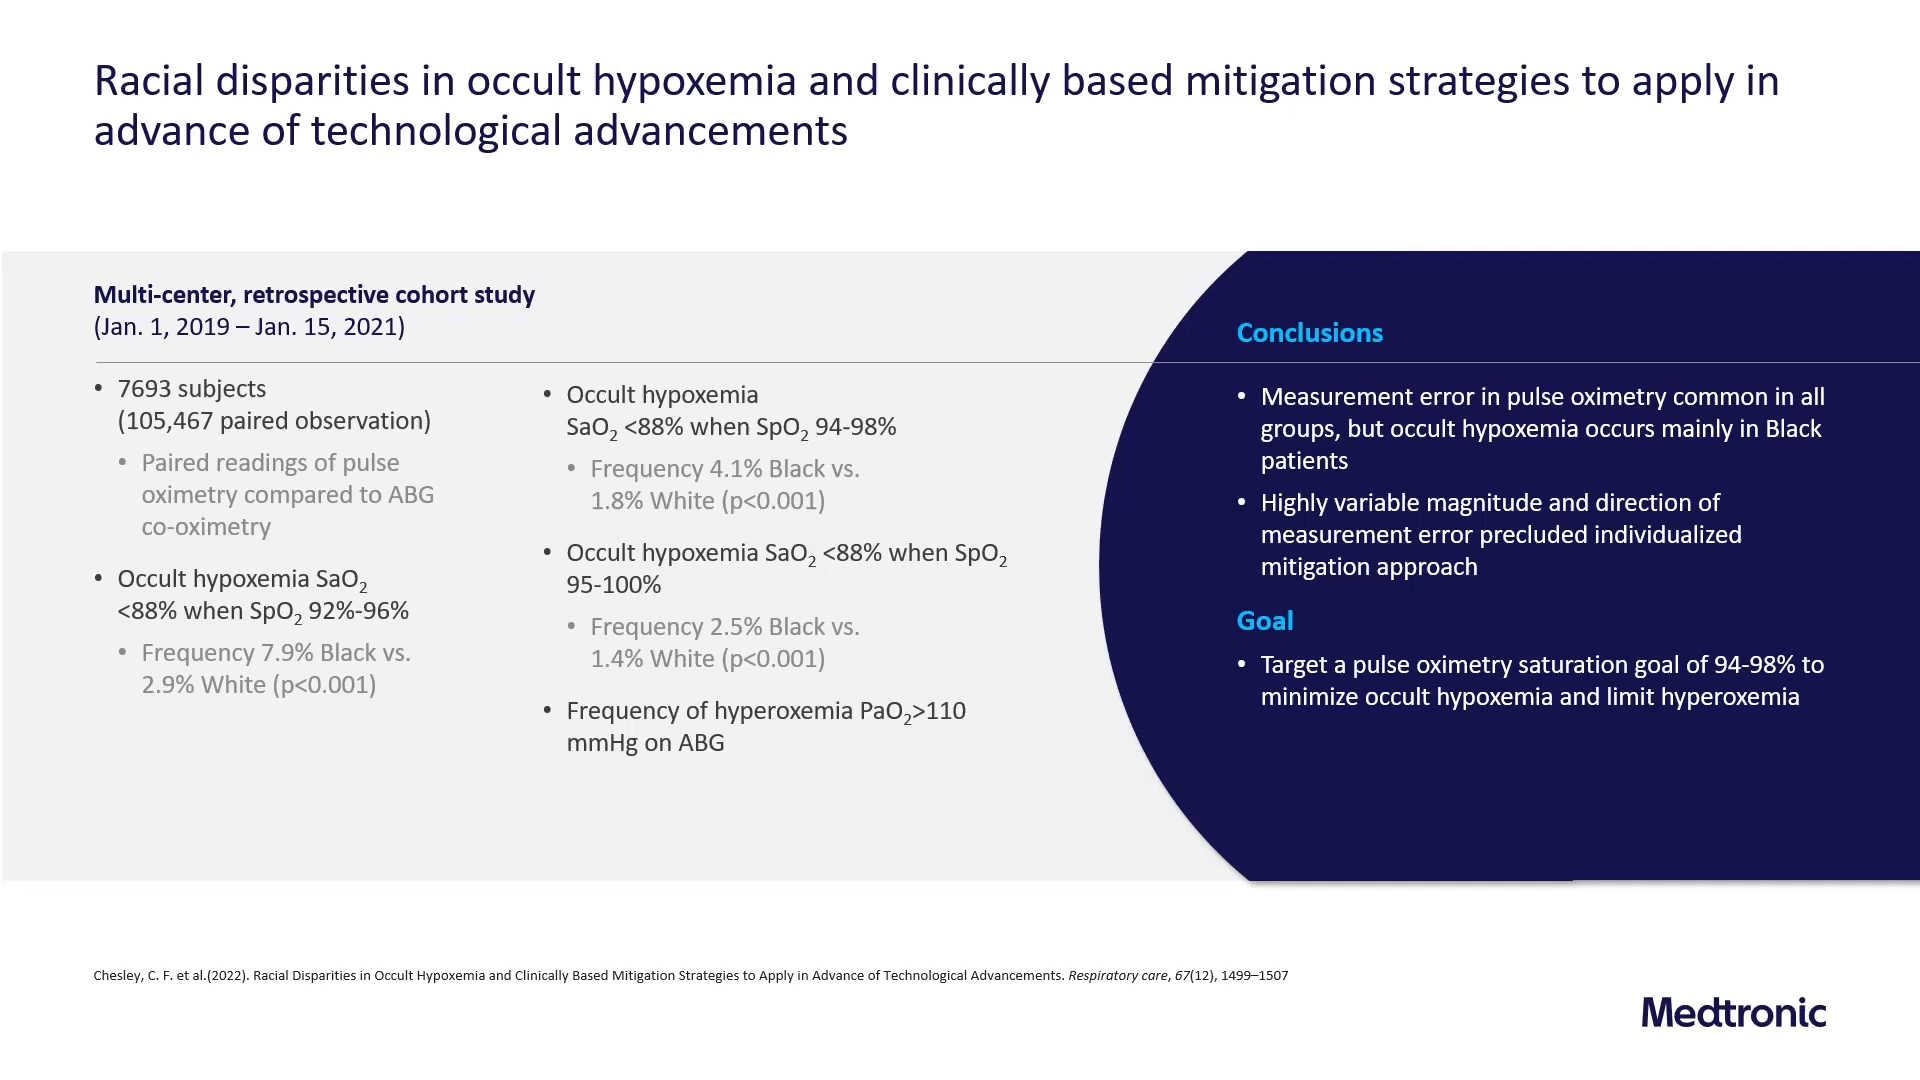 Racial disparities in occult hypoxemia and clinically based mitigation strategies to apply in
advance of technological advancements
Multi-center, retrospective cohort study
(Jan. 1, 2019 – Jan. 15, 2021)
• 7693 subjects
(105,467 paired observation)
• Paired readings of pulse
oximetry compared to ABG
co-oximetry
• Occult hypoxemia SaO₂
<88% when SpO₂ 92%-96%
• Frequency 7.9% Black vs.
2.9% White (p<0.001)
• Occult hypoxemia
SaO₂ <88% when SpO₂ 94-98%
• Frequency 4.1% Black vs.
1.8% White (p<0.001)
• Occult hypoxemia SaO₂ <88% when SpO₂
95-100%
• Frequency 2.5% Black vs.
1.4% White (p<0.001)
• Frequency of hyperoxemia PaO₂>110
mmHg on ABG
Conclusions
• Measurement error in pulse oximetry common in all
groups, but occult hypoxemia occurs mainly in Black
patients
• Highly variable magnitude and direction of
measurement error precluded individualized
mitigation approach
Goal
• Target a pulse oximetry saturation goal of 94-98% to
minimize occult hypoxemia and limit hyperoxemia
Chesley, C. F. et al.(2022). Racial Disparities in Occult Hypoxemia and Clinically Based Mitigation Strategies to Apply in Advance of Technological Advancements. Respiratory care, 67(12), 1499–1507
Medtronic